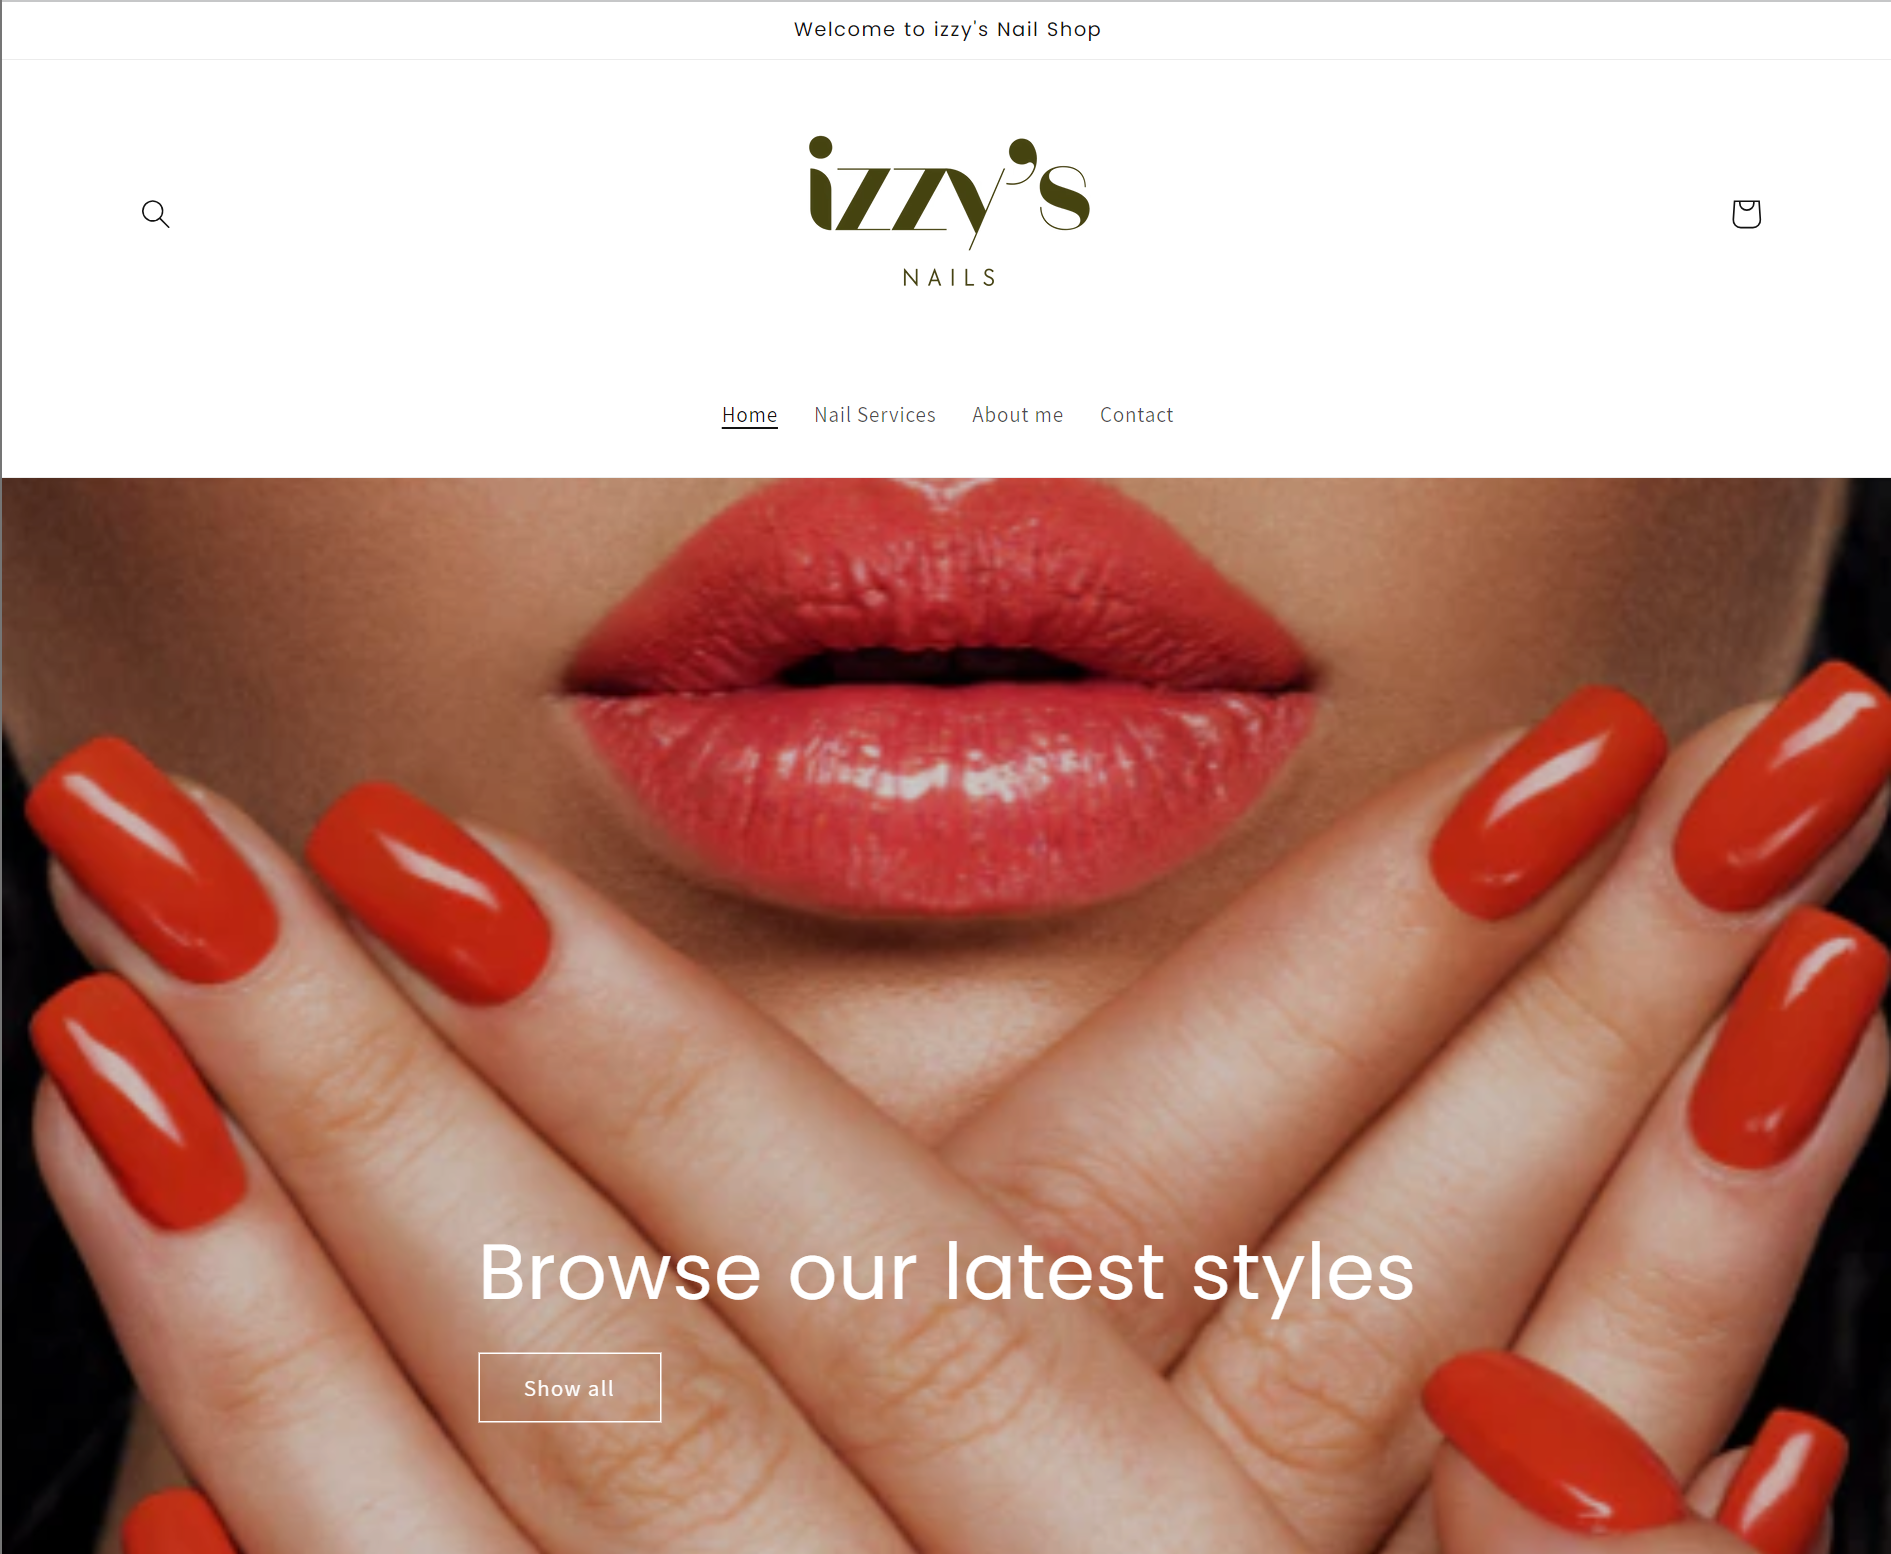 Welcome to izzy's Nail Shop
izzy's
NAILS
Home Nail Services About me Contact
Browse our latest styles
Show all